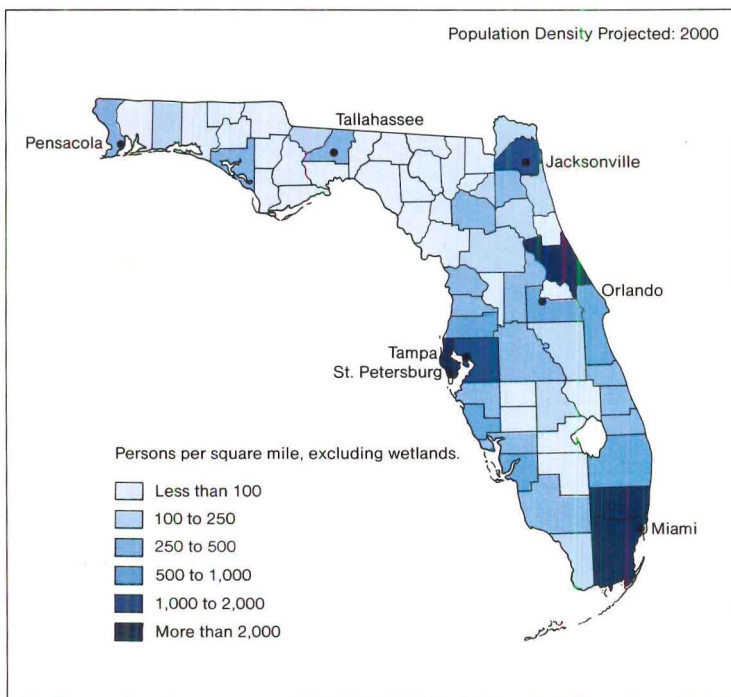 Population Density Projected: 2000
Tallahassee
Pensacola
Jacksonville
Orlando
Tampa
St. Petersburg
Persons per square mile, excluding wetlands.
Less than 100
100 to 250
250 to 500
500 to 1,000
1,000 to 2,000
More than 2,000
Miami